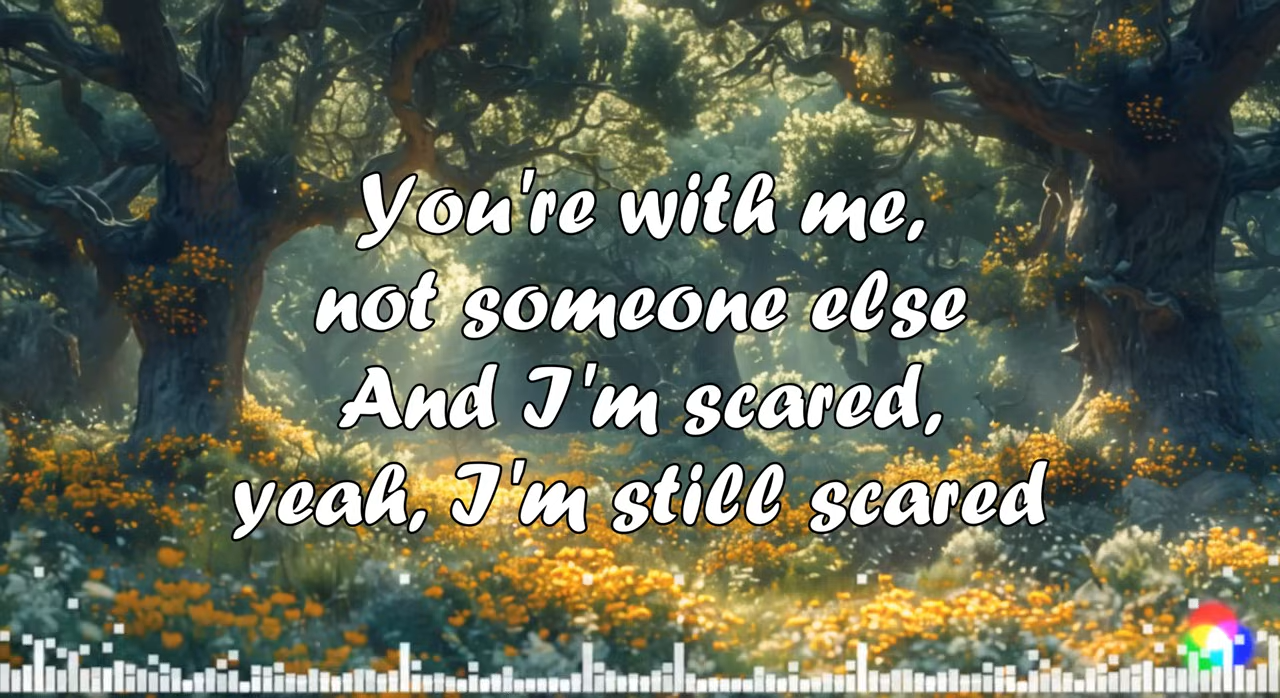 You're with me,
not someone else
And I'm scared,
yeah, I'm still scared